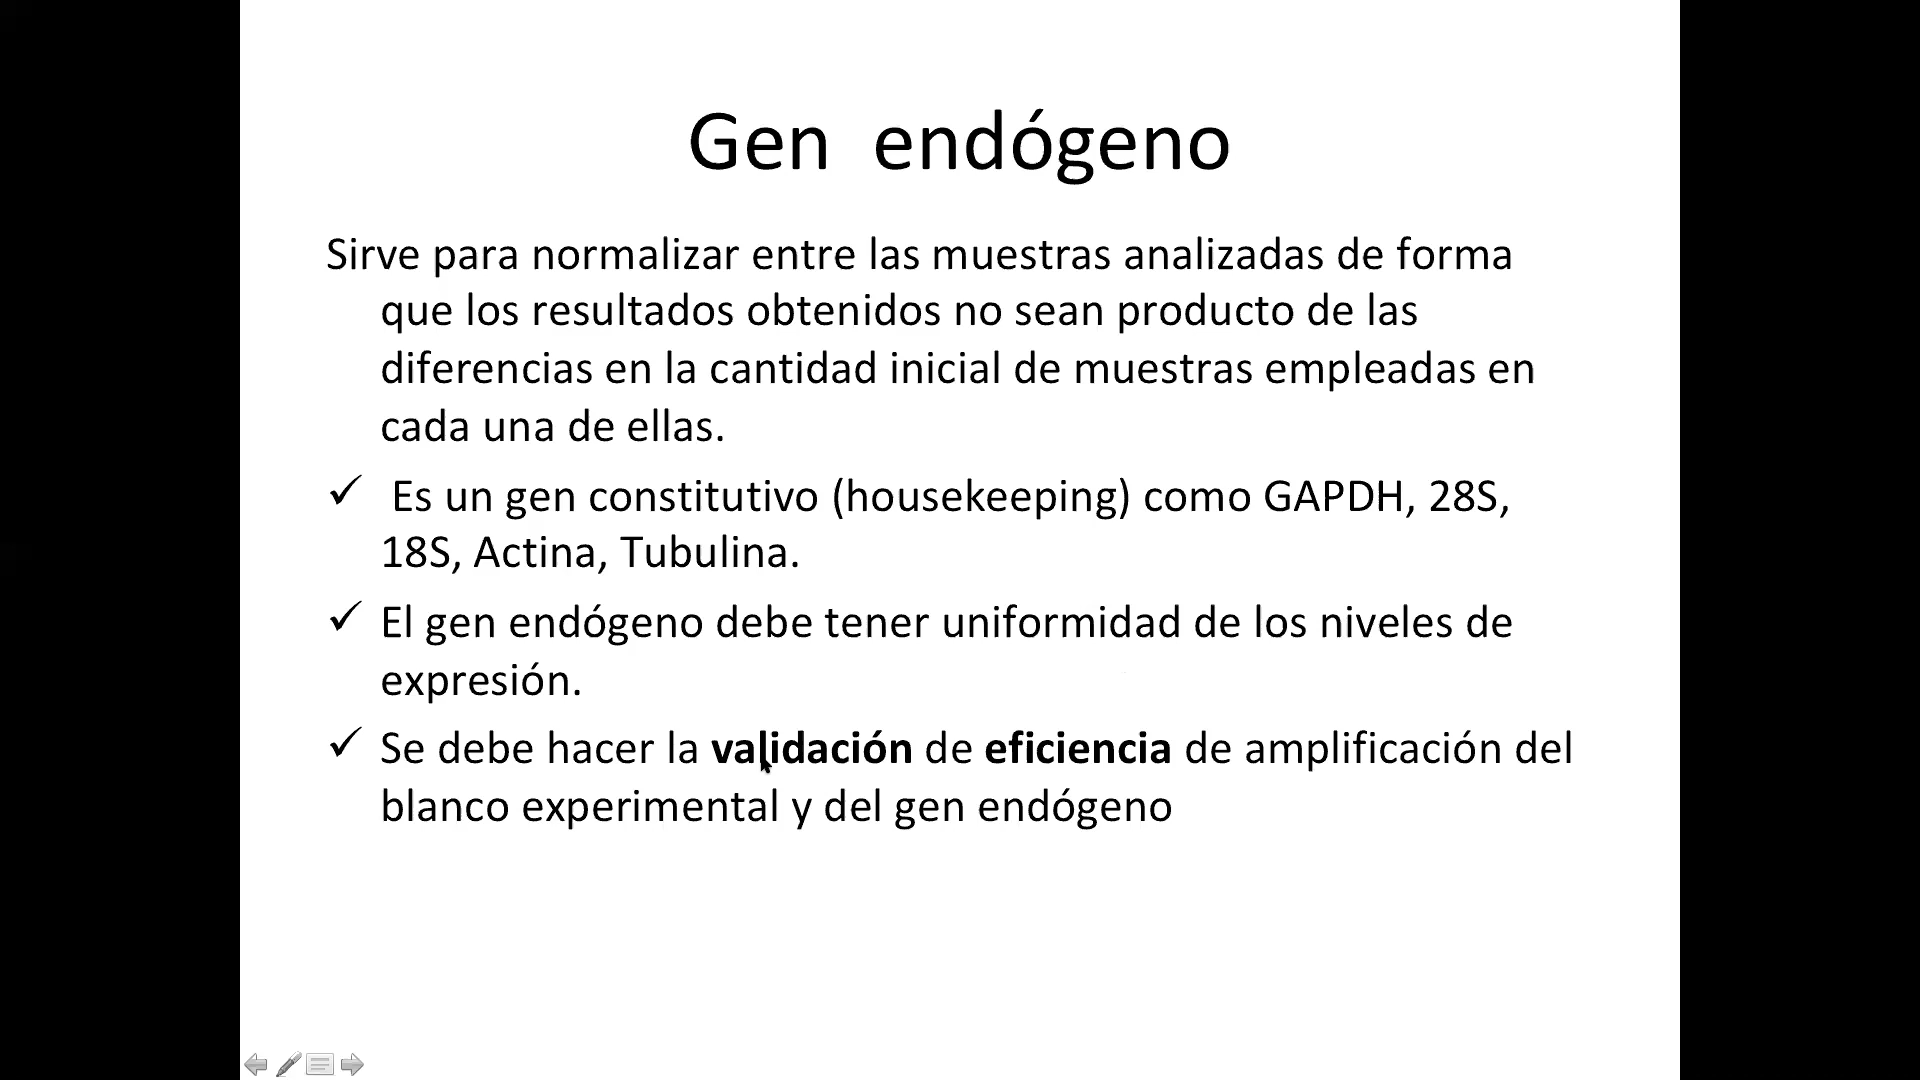 Gen endógeno
Sirve para normalizar entre las muestras analizadas de forma
que los resultados obtenidos no sean producto de las
diferencias en la cantidad inicial de muestras empleadas en
cada una de ellas.
✓ Es un gen constitutivo (housekeeping) como GAPDH, 28S,
18S, Actina, Tubulina.
✓ El gen endógeno debe tener uniformidad de los niveles de
expresión.
✓ Se debe hacer la validación de eficiencia de amplificación del
blanco experimental y del gen endógeno